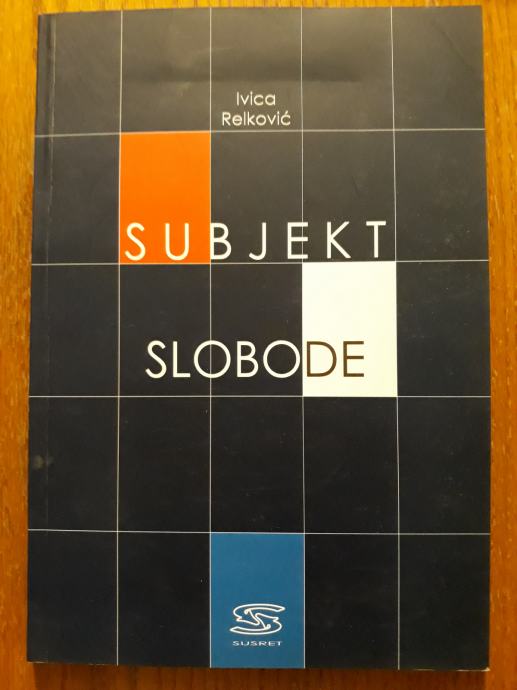 Ivica
Relković
SUBJEKT
SLOBODE
SUSRET